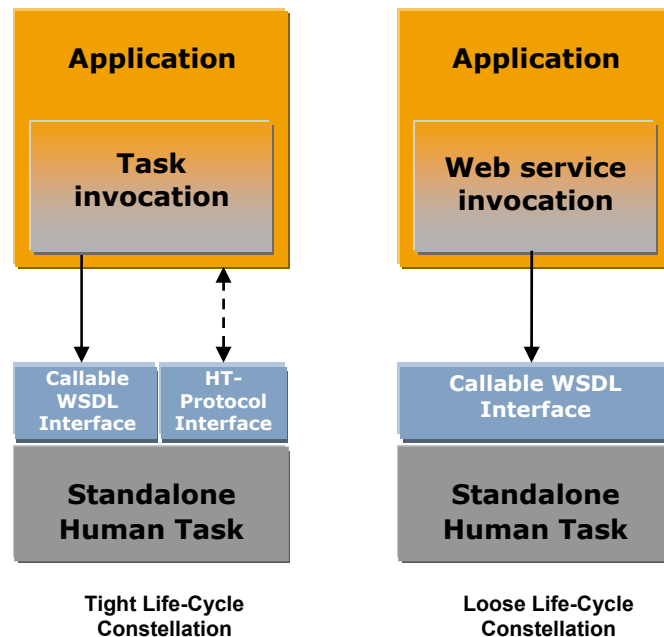 Application
Task
invocation
Callable
WSDL
Interface
HT-
Protocol
Interface
Standalone
Human Task
Tight Life-Cycle
Constellation
Application
Web service
invocation
Callable WSDL
Interface
Standalone
Human Task
Loose Life-Cycle
Constellation